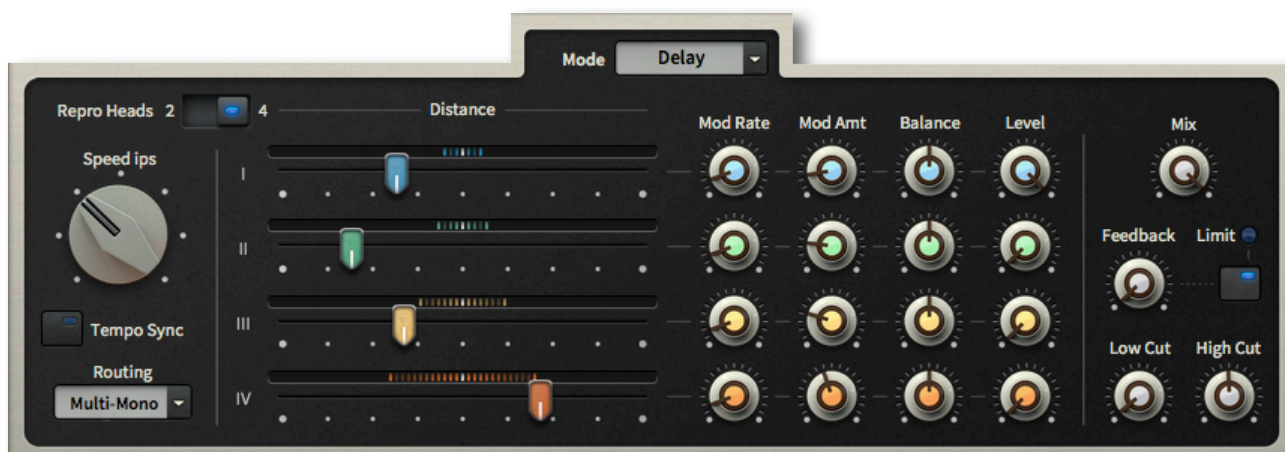 Mode Delay
Repro Heads 2 4
Distance
Speed ips
Mod Rate Mod Amt Balance Level
Mix
I
II
III
IV
Feedback Limit
Tempo Sync
Routing
Multi-Mono
Low Cut High Cut